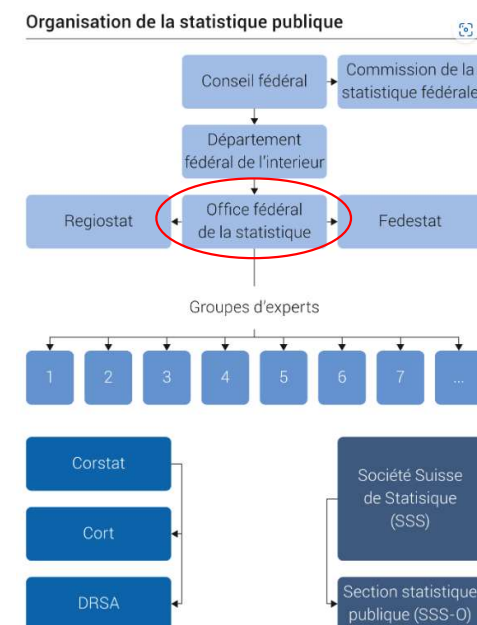 Organisation de la statistique publique
Conseil fédéral
Commission de la
statistique fédérale
Département
fédéral de l'interieur
Regiostat
Office fédéral
de la statistique
Fedestat
Groupes d'experts
1 2 3 4 5 6 7 ...
Corstat
Cort
DRSA
Société Suisse
de Statisique
(SSS)
Section statistique
publique (SSS-O)